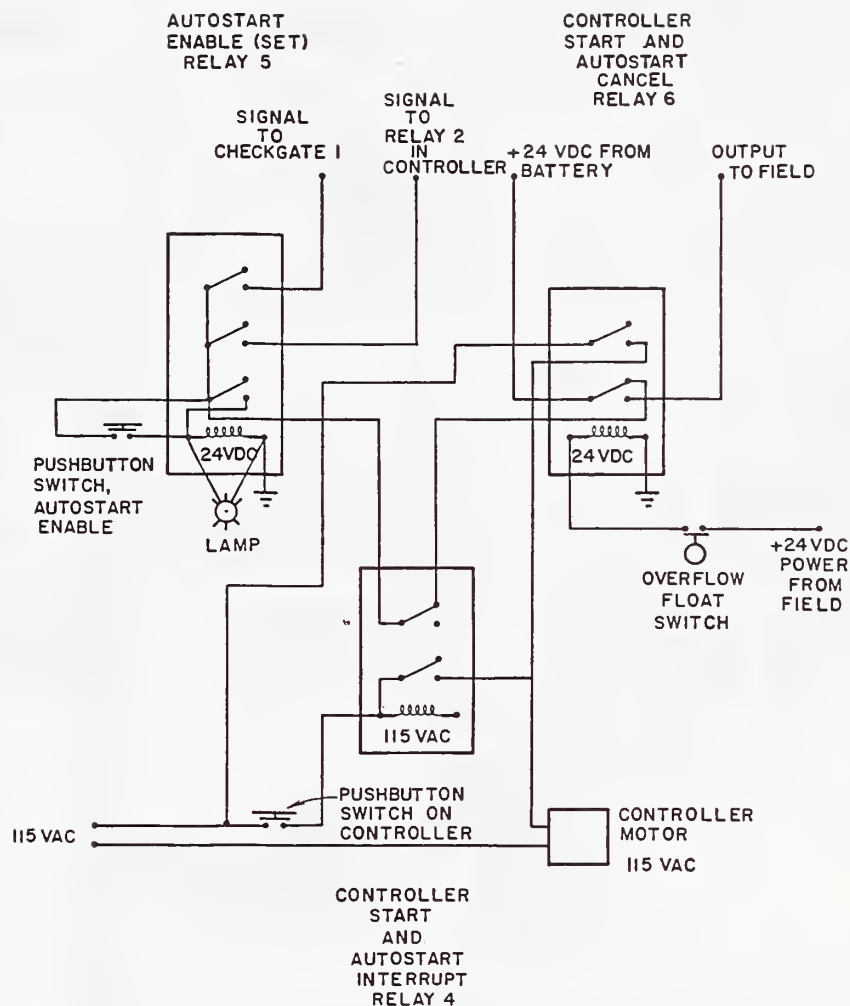 AUTOSTART
ENABLE (SET)
RELAY 5
CONTROLLER
START AND
AUTOSTART
CANCEL
RELAY 6
SIGNAL
TO
CHECKGATE 1
SIGNAL
TO
RELAY 2
IN
CONTROLLER
+24 VDC FROM
BATTERY
OUTPUT
TO FIELD
24VDC
PUSHBUTTON
SWITCH,
AUTOSTART
ENABLE
LAMP
24 VDC
OVERFLOW
FLOAT
SWITCH
+24VDC
POWER
FROM
FIELD
115 VAC
PUSHBUTTON
SWITCH ON
CONTROLLER
115 VAC
CONTROLLER
MOTOR
115 VAC
CONTROLLER
START
AND
AUTOSTART
INTERRUPT
RELAY 4